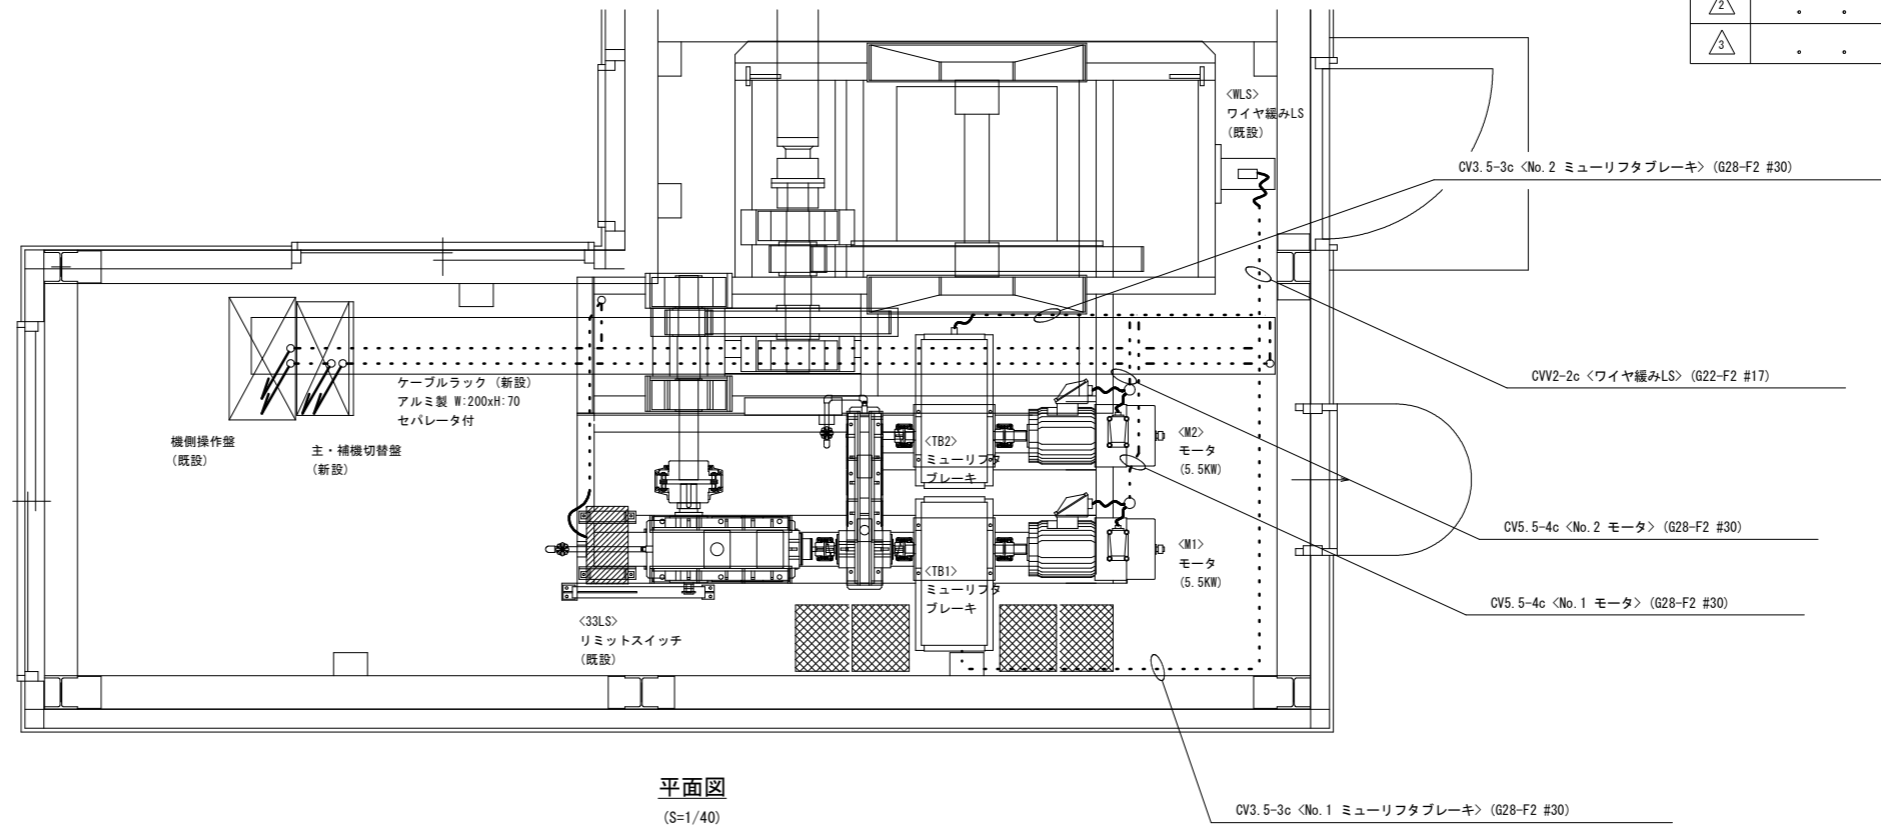 2
3
<WLS>
ワイヤ緩みLS
(既設)
CV3.5-3c <No.2 ミューリフタブレーキ> (G28-F2 #30)
CVV2-2c <ワイヤ緩みLS> (G22-F2 #17)
ケーブルラック (新設)
アルミ製 W:200xH:70
セパレータ付
機側操作盤
(既設)
主・補機切替盤
(新設)
<TB2>
ミューリフタ
ブレーキ
<M2>
モータ
(5.5KW)
CV5.5-4c <No.2 モータ> (G28-F2 #30)
<TB1>
ミューリフタ
ブレーキ
<M1>
モータ
(5.5KW)
CV5.5-4c <No.1 モータ> (G28-F2 #30)
<33LS>
リミットスイッチ
(既設)
平面図
(S=1/40)
CV3.5-3c <No.1 ミューリフタブレーキ> (G28-F2 #30)